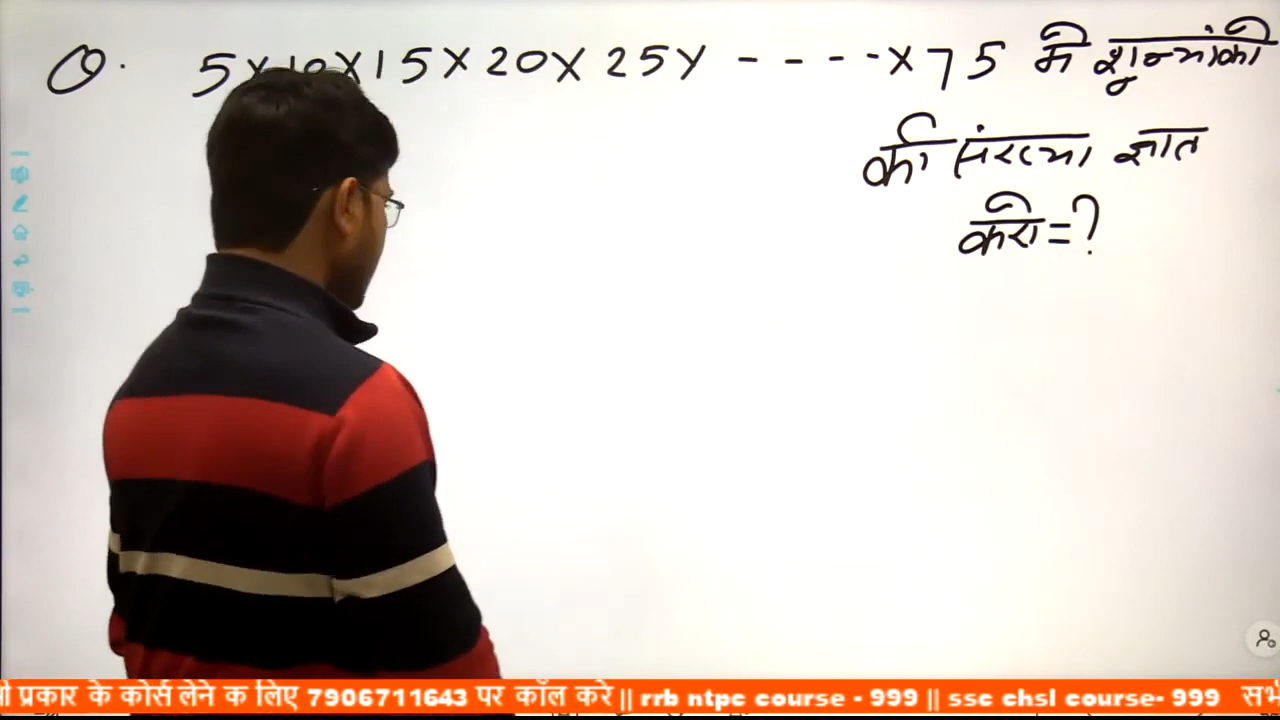 Q. 5×10×15×20×25× - - - - ×75 मे शून्यांको
की संख्या ज्ञात
करो=?
प्रकार के कोर्स लेने क लिए 7906711643 पर कॉल करे || rrb ntpc course - 999 || ssc chsl course- 999 सभी